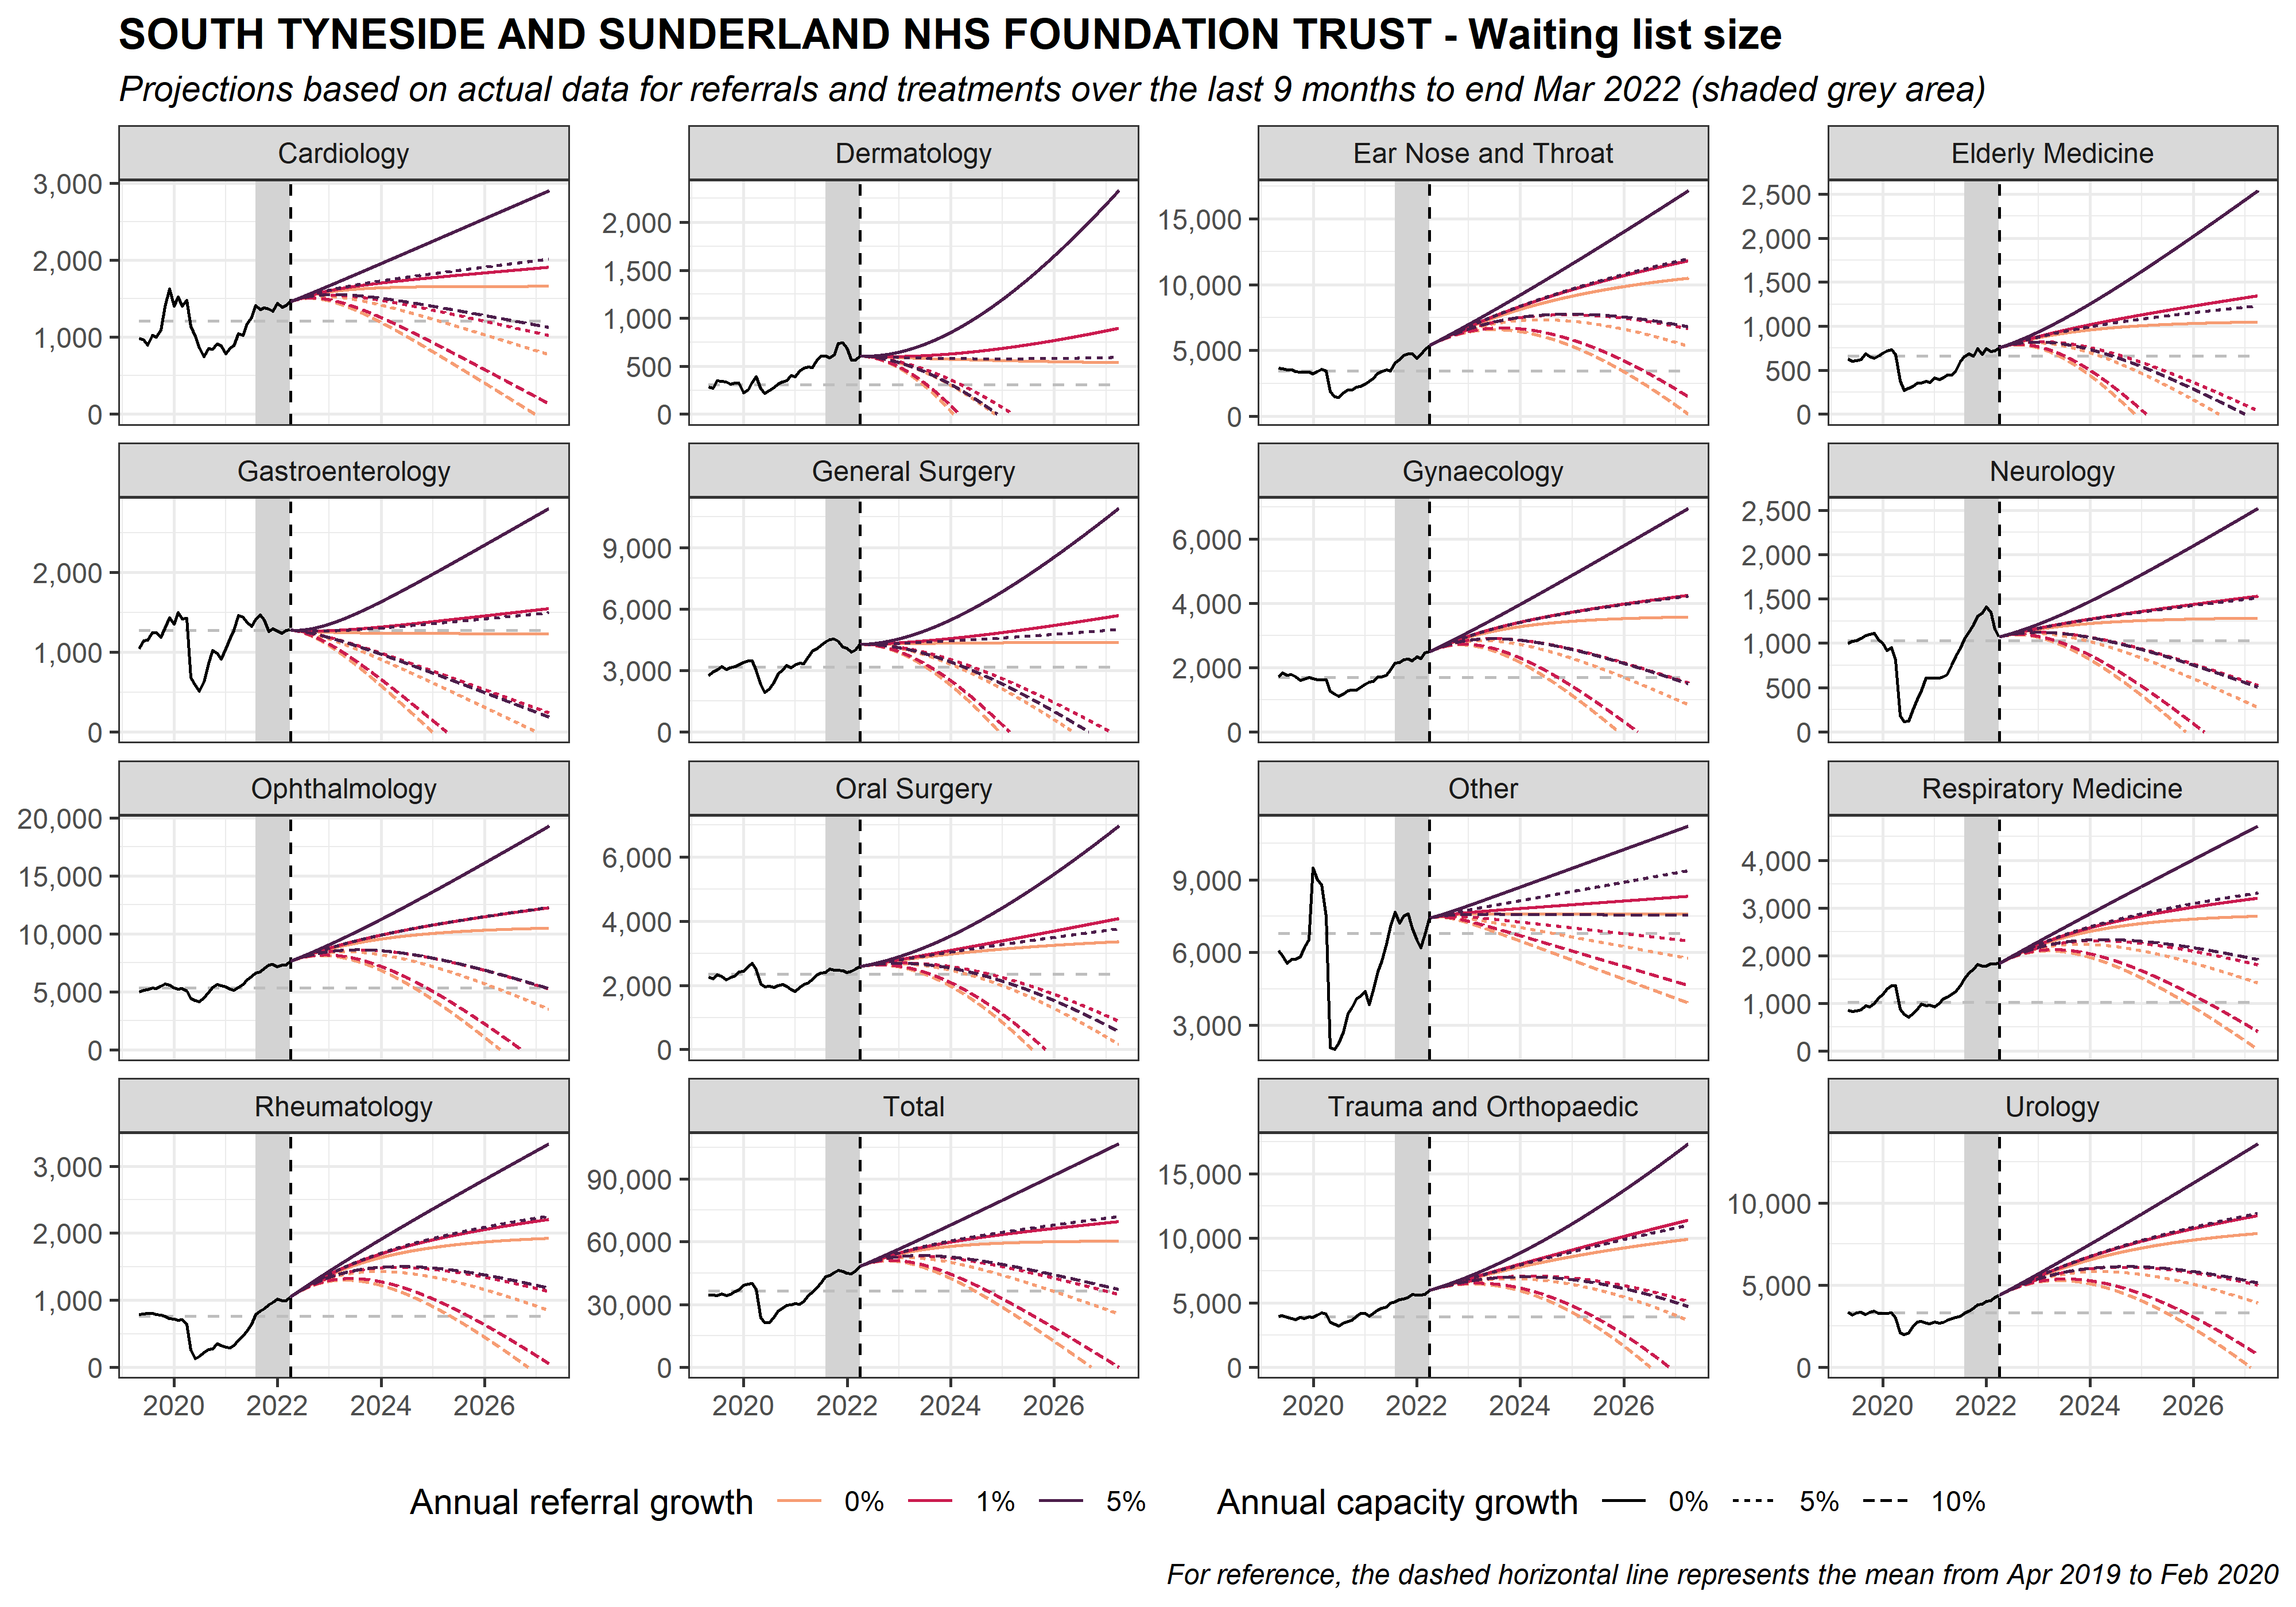 SOUTH TYNESIDE AND SUNDERLAND NHS FOUNDATION TRUST - Waiting list size
Projections based on actual data for referrals and treatments over the last 9 months to end Mar 2022 (shaded grey area)
Cardiology
3,000
2,000
1,000
0
Dermatology
2,000
1,500
1,000
500
0
Ear Nose and Throat
15,000
10,000
5,000
0
Elderly Medicine
2,500
2,000
1,500
1,000
500
0
Gastroenterology
2,000
1,000
0
General Surgery
9,000
6,000
3,000
0
Gynaecology
6,000
4,000
2,000
0
Neurology
2,500
2,000
1,500
1,000
500
0
Ophthalmology
20,000
15,000
10,000
5,000
0
Oral Surgery
6,000
4,000
2,000
0
Other
9,000
6,000
3,000
Respiratory Medicine
4,000
3,000
2,000
1,000
0
Rheumatology
3,000
2,000
1,000
0
Total
90,000
60,000
30,000
0
Trauma and Orthopaedic
15,000
10,000
5,000
0
Urology
10,000
5,000
0
2020 2022 2024 2026
2020 2022 2024 2026
2020 2022 2024 2026
2020 2022 2024 2026
Annual referral growth 0% 1% 5%
Annual capacity growth 0% 5% 10%
For reference, the dashed horizontal line represents the mean from Apr 2019 to Feb 2020